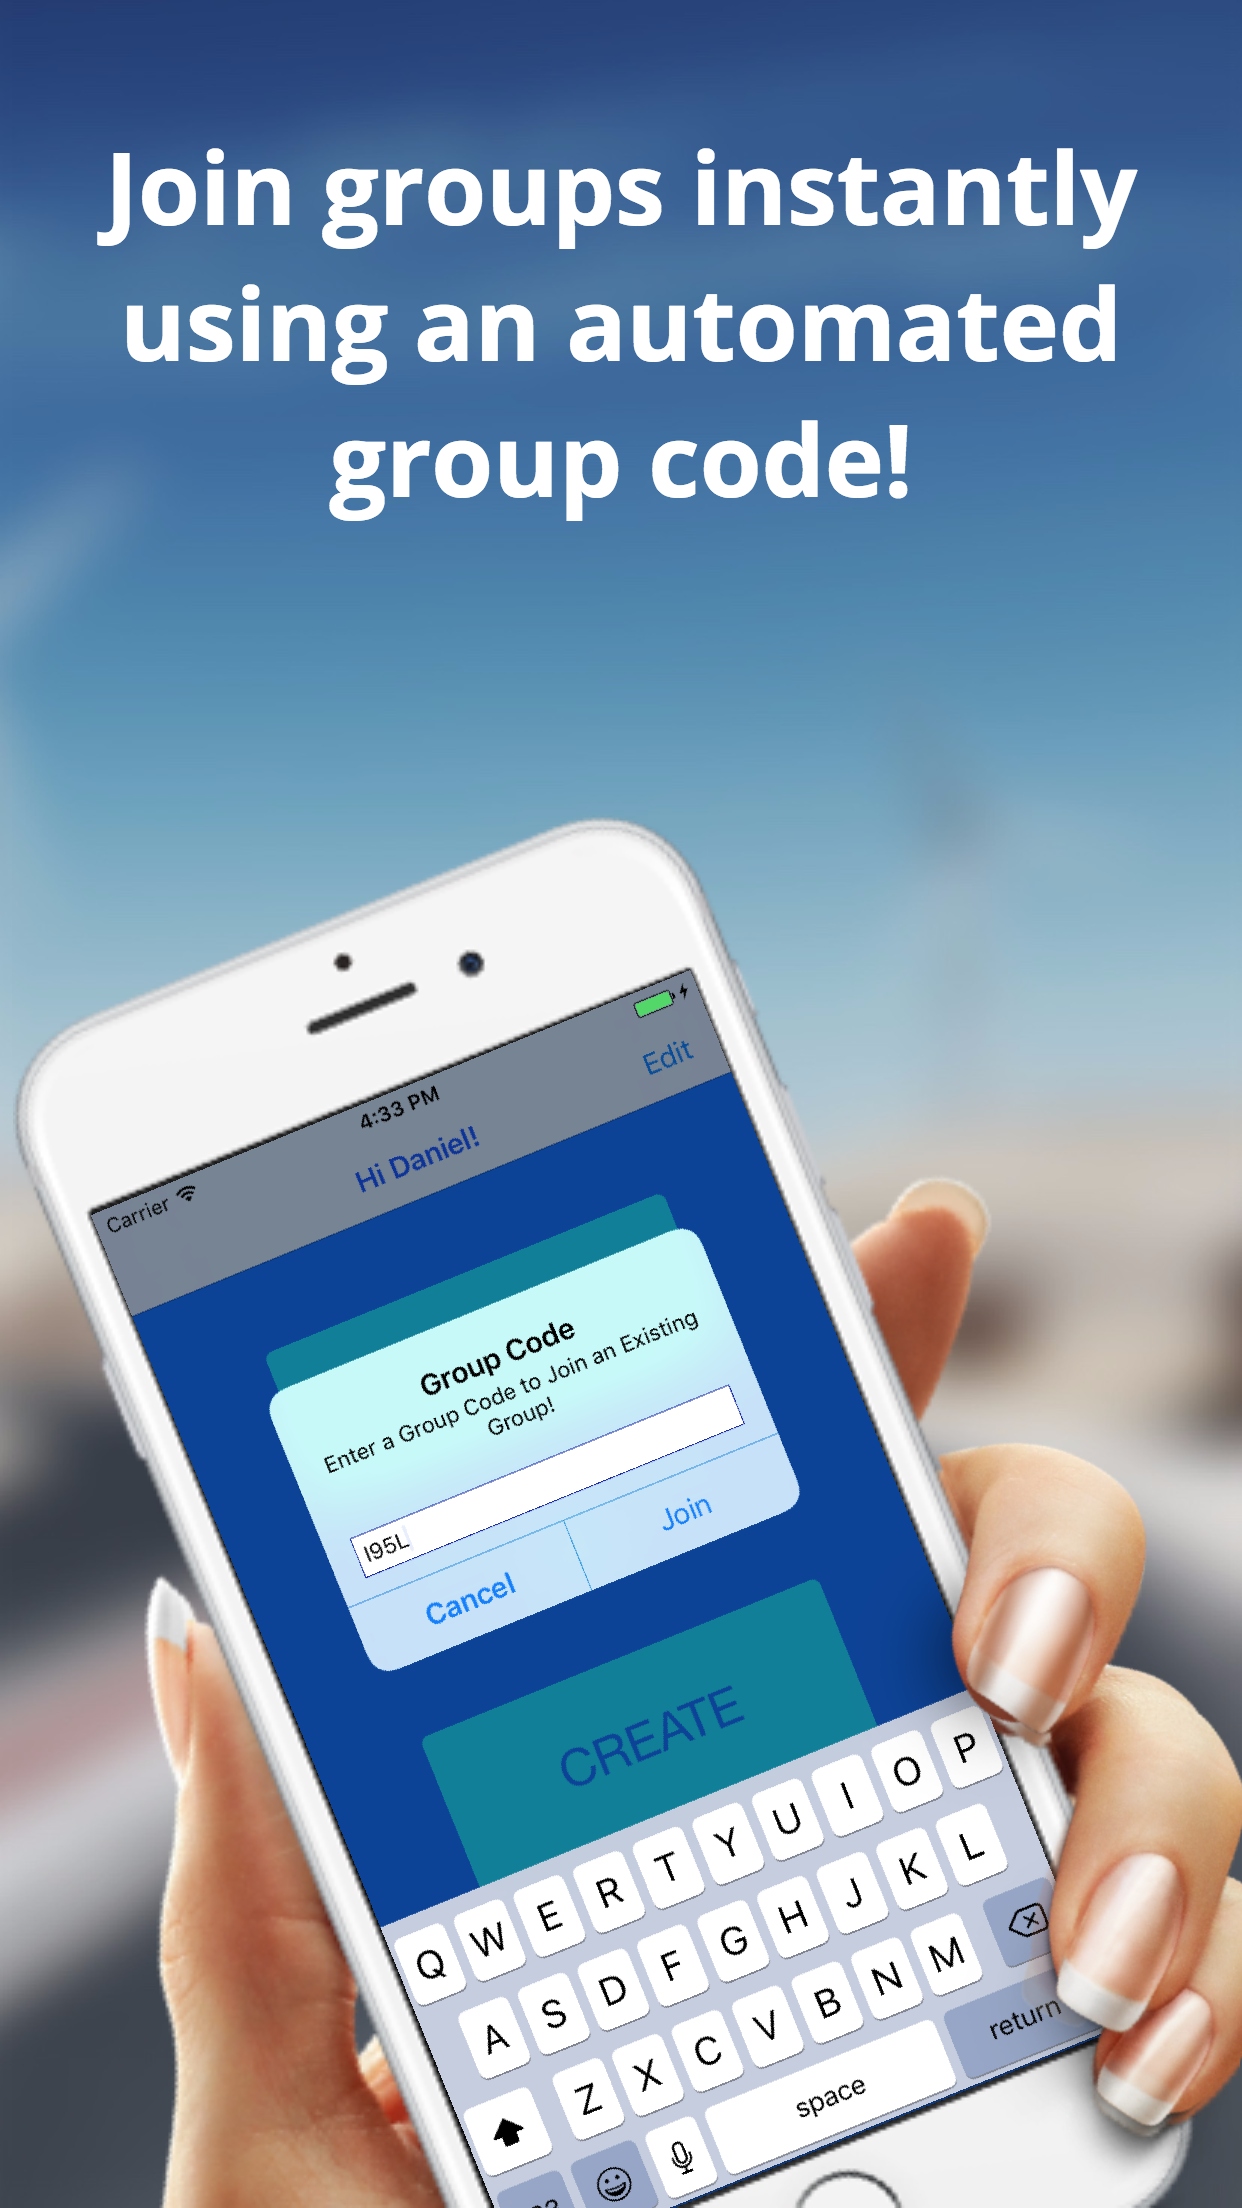 Join groups instantly
using an automated
group code!
Carrier
4:33 PM
Hi Daniel!
Edit
Group Code
Enter a Group Code to Join an Existing
Group!
I95L
Cancel
Join
CREATE
Q W E R T Y U I O P
A S D F G H J K L
Z X C V B N M
space
return